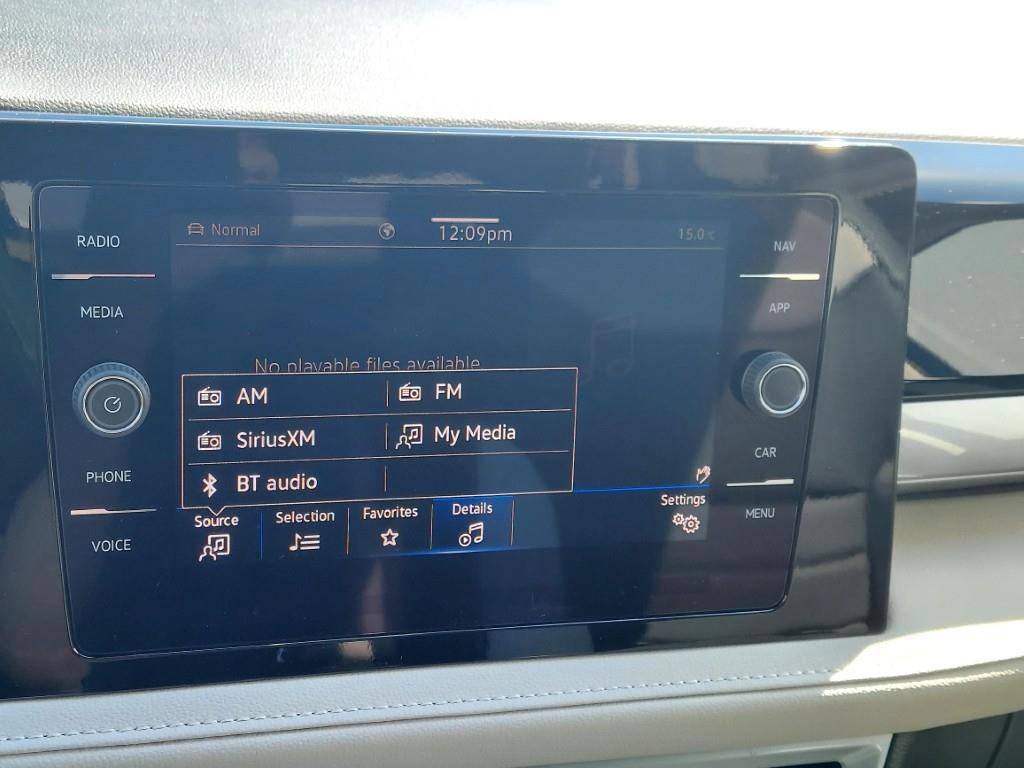 RADIO
MEDIA
PHONE
VOICE
Normal
12:09pm
15.0°C
No playable files available
AM
FM
SiriusXM
My Media
BT audio
Source
Selection
Favorites
Details
Settings
NAV
APP
CAR
MENU